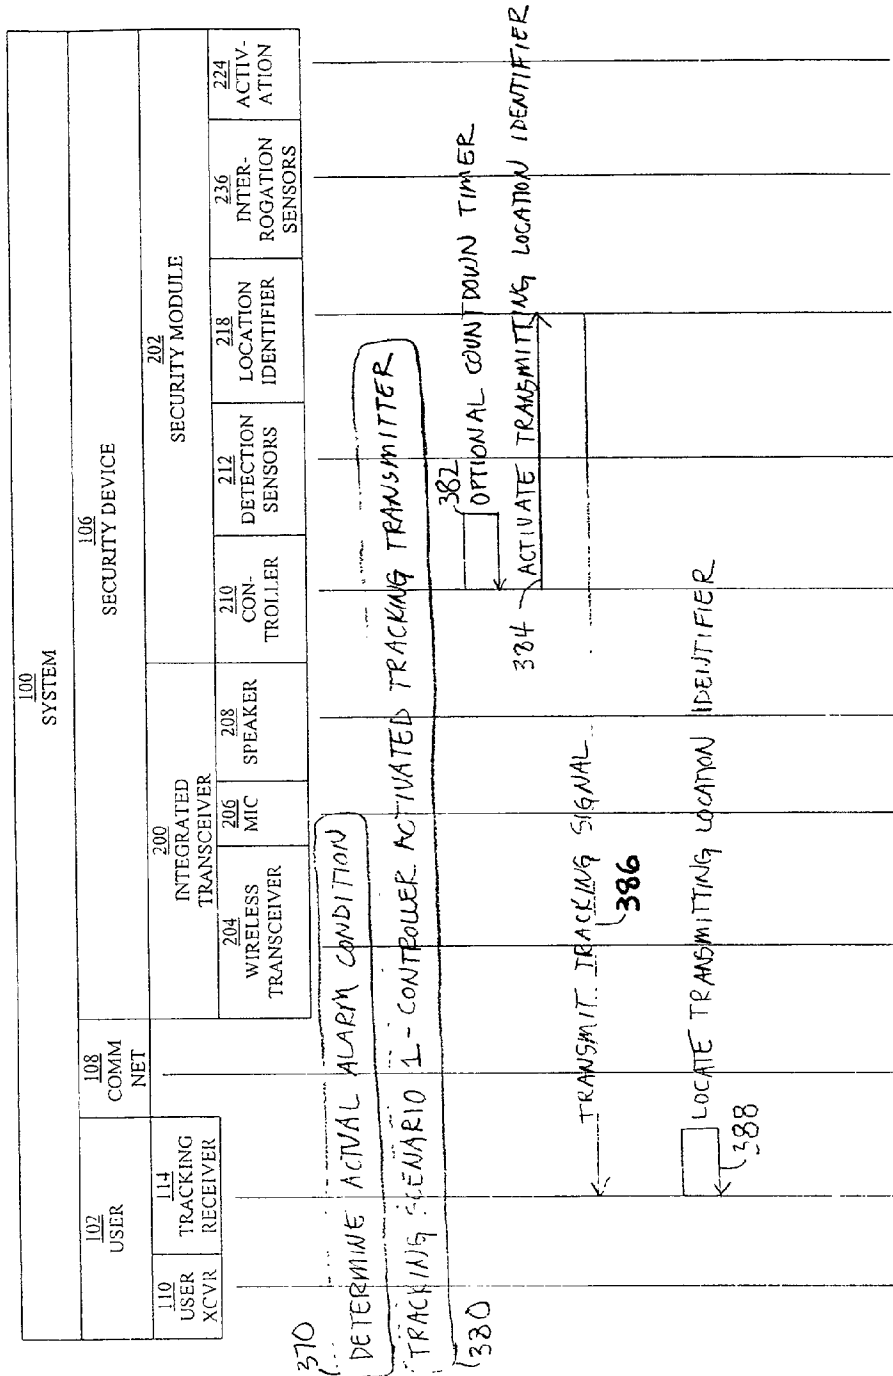 100
SYSTEM
102
USER
108
COMM
NET
106
SECURITY DEVICE
110
USER
XCVR
114
TRACKING
RECEIVER
200
INTEGRATED
TRANSCEIVER
202
SECURITY MODULE
204
WIRELESS
TRANSCEIVER
206
MIC
208
SPEAKER
210
CON-
TROLLER
212
DETECTION
SENSORS
218
LOCATION
IDENTIFIER
236
INTER-
ROGATION
SENSORS
224
ACTIV-
ATION
370
DETERMINE ACTUAL ALARM CONDITION
TRACKING SCENARIO 1 - CONTROLLER ACTIVATED TRACKING TRANSMITTER
380
382
OPTIONAL COUNTDOWN TIMER
384 ACTIVATE TRANSMITTING LOCATION IDENTIFIER
TRANSMIT TRACKING SIGNAL
386
LOCATE TRANSMITTING LOCATION IDENTIFIER
388